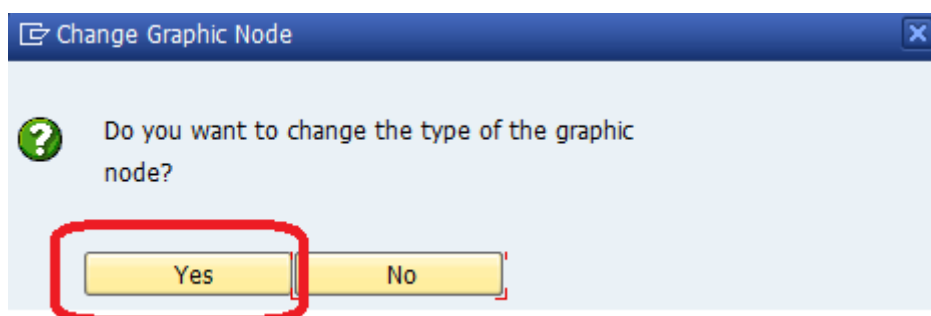 Change Graphic Node
Do you want to change the type of the graphic
node?
Yes No